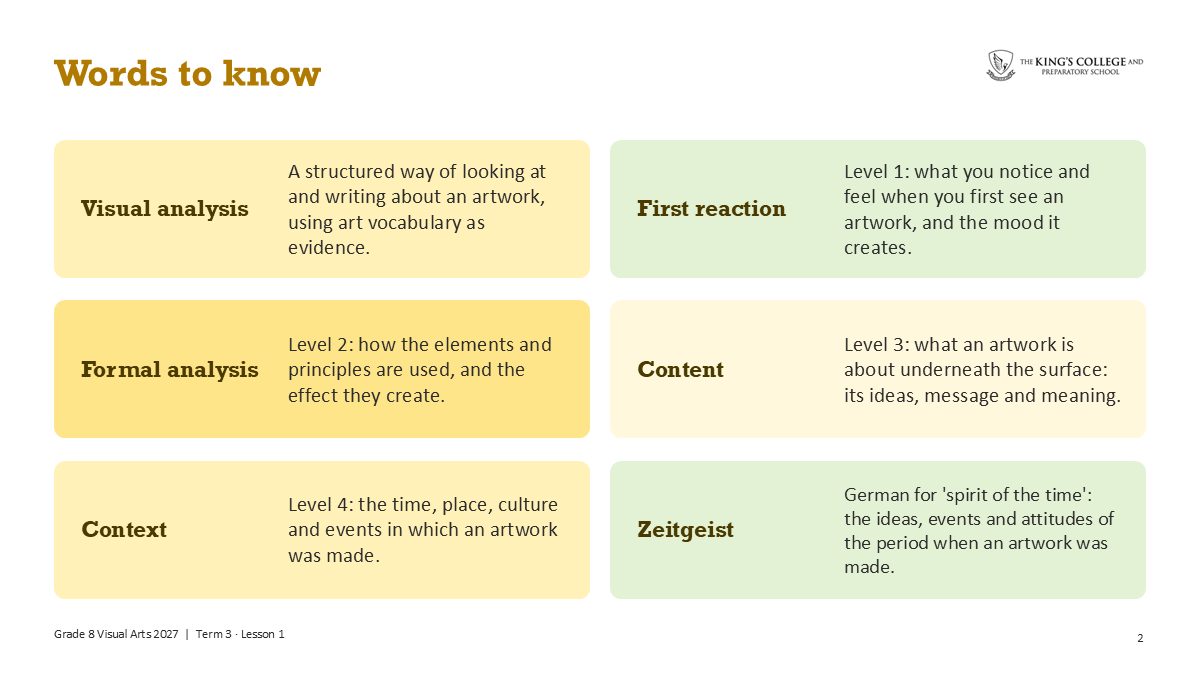 Words to know
THE KING'S COLLEGE AND
PREPARATORY SCHOOL
Visual analysis
A structured way of looking at
and writing about an artwork,
using art vocabulary as
evidence.
First reaction
Level 1: what you notice and
feel when you first see an
artwork, and the mood it
creates.
Formal analysis
Level 2: how the elements and
principles are used, and the
effect they create.
Content
Level 3: what an artwork is
about underneath the surface:
its ideas, message and meaning.
Context
Level 4: the time, place, culture
and events in which an artwork
was made.
Zeitgeist
German for 'spirit of the time':
the ideas, events and attitudes of
the period when an artwork was
made.
Grade 8 Visual Arts 2027 | Term 3 · Lesson 1
2